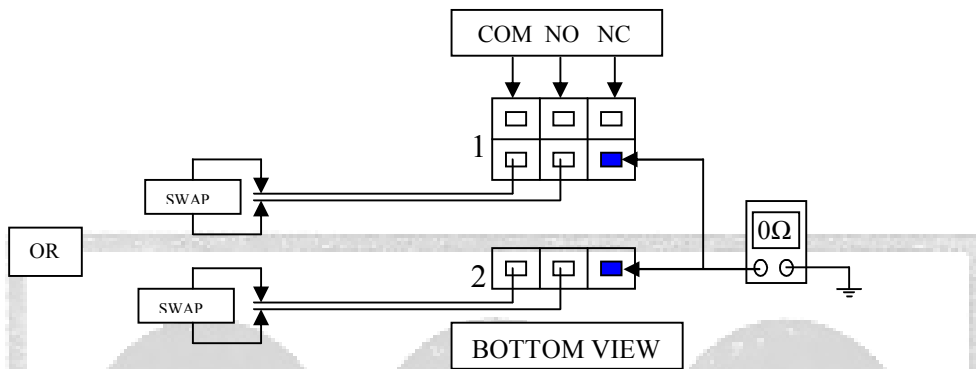 COM NO NC
1
SWAP
0Ω
OR
2
SWAP
BOTTOM VIEW